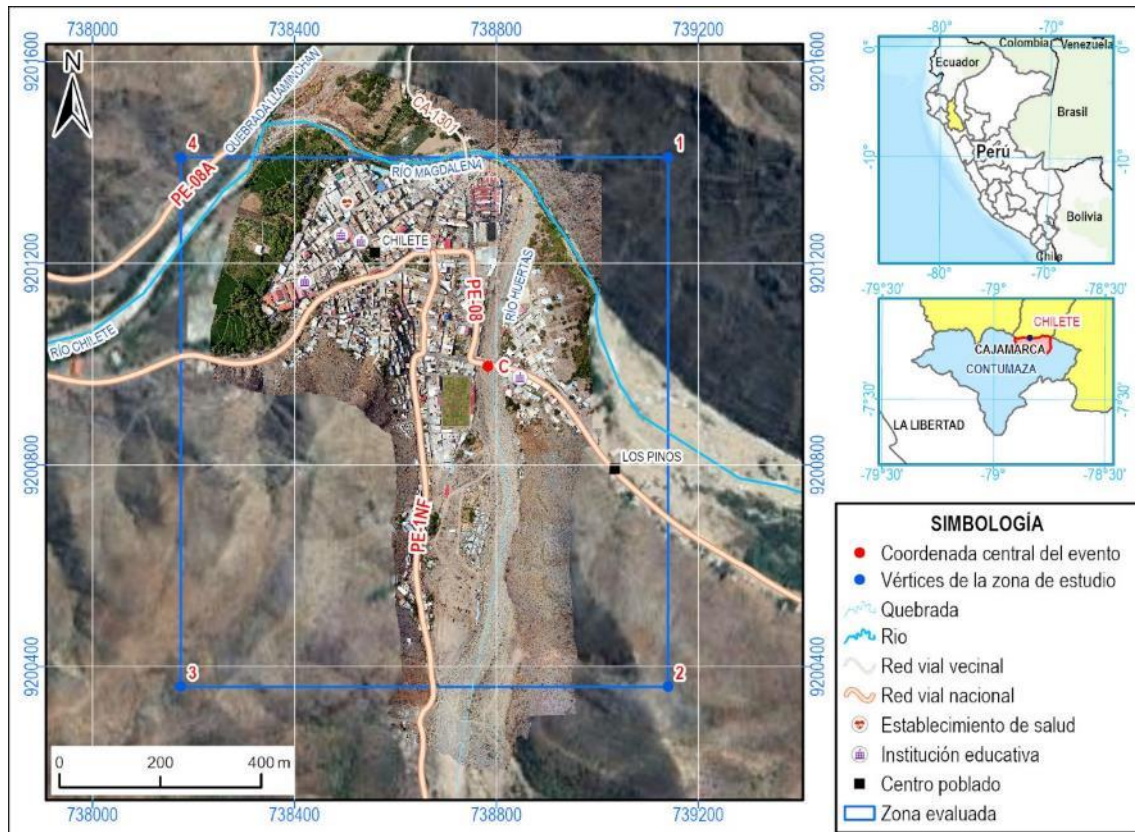 738000
738400
738800
739200
9201600
9201200
9200800
9200400
9201600
9201200
9200800
9200400
738000
738400
738800
739200
N
QUEBRADA LLAMINCHAN
CA-1301
4
1
PE-08A
RÍO MAGDALENA
CHILETE
PE-08
RÍO HUERTAS
RÍO CHILETE
C
LOS PINOS
PE-1NF
3
2
0
200
400 m
-80°
-70°
0°
0°
Colombia
Venezuela
Ecuador
Brasil
Perú
-10°
-10°
Bolivia
Chile
-80°
-70°
-79°30'
-79°
-78°30'
CHILETE
CAJAMARCA
CONTUMAZA
-7°30'
-7°30'
LA LIBERTAD
-79°30'
-79°
-78°30'
SIMBOLOGÍA
Coordenada central del evento
Vértices de la zona de estudio
Quebrada
Rio
Red vial vecinal
Red vial nacional
Establecimiento de salud
Institución educativa
Centro poblado
Zona evaluada